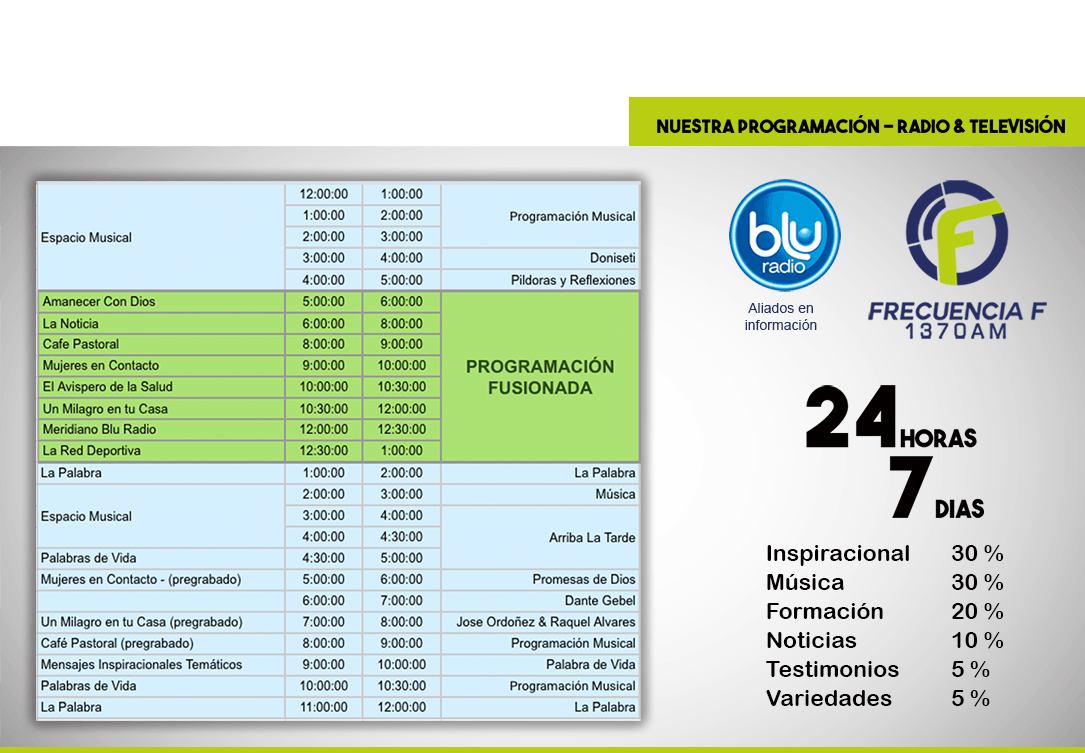 NUESTRA PROGRAMACIÓN – RADIO & TELEVISIÓN
Espacio Musical
12:00:00 1:00:00
1:00:00 2:00:00 Programación Musical
2:00:00 3:00:00
3:00:00 4:00:00 Doniseti
4:00:00 5:00:00 Pildoras y Reflexiones
Amanecer Con Dios 5:00:00 6:00:00
La Noticia 6:00:00 8:00:00
Cafe Pastoral 8:00:00 9:00:00
Mujeres en Contacto 9:00:00 10:00:00
El Avispero de la Salud 10:00:00 10:30:00
Un Milagro en tu Casa 10:30:00 12:00:00
Meridiano Blu Radio 12:00:00 12:30:00
La Red Deportiva 12:30:00 1:00:00
PROGRAMACIÓN
FUSIONADA
La Palabra 1:00:00 2:00:00 La Palabra
Espacio Musical
2:00:00 3:00:00 Música
3:00:00 4:00:00
4:00:00 4:30:00 Arriba La Tarde
Palabras de Vida 4:30:00 5:00:00
Mujeres en Contacto - (pregrabado) 5:00:00 6:00:00 Promesas de Dios
6:00:00 7:00:00 Dante Gebel
Un Milagro en tu Casa (pregrabado) 7:00:00 8:00:00 Jose Ordoñez & Raquel Alvares
Café Pastoral (pregrabado) 8:00:00 9:00:00 Programación Musical
Mensajes Inspiracionales Temáticos 9:00:00 10:00:00 Palabra de Vida
Palabras de Vida 10:00:00 10:30:00 Programación Musical
La Palabra 11:00:00 12:00:00 La Palabra
blu
radio
Aliados en
información
F
FRECUENCIA F
1370AM
24 HORAS
7 DIAS
Inspiracional 30 %
Música 30 %
Formación 20 %
Noticias 10 %
Testimonios 5 %
Variedades 5 %